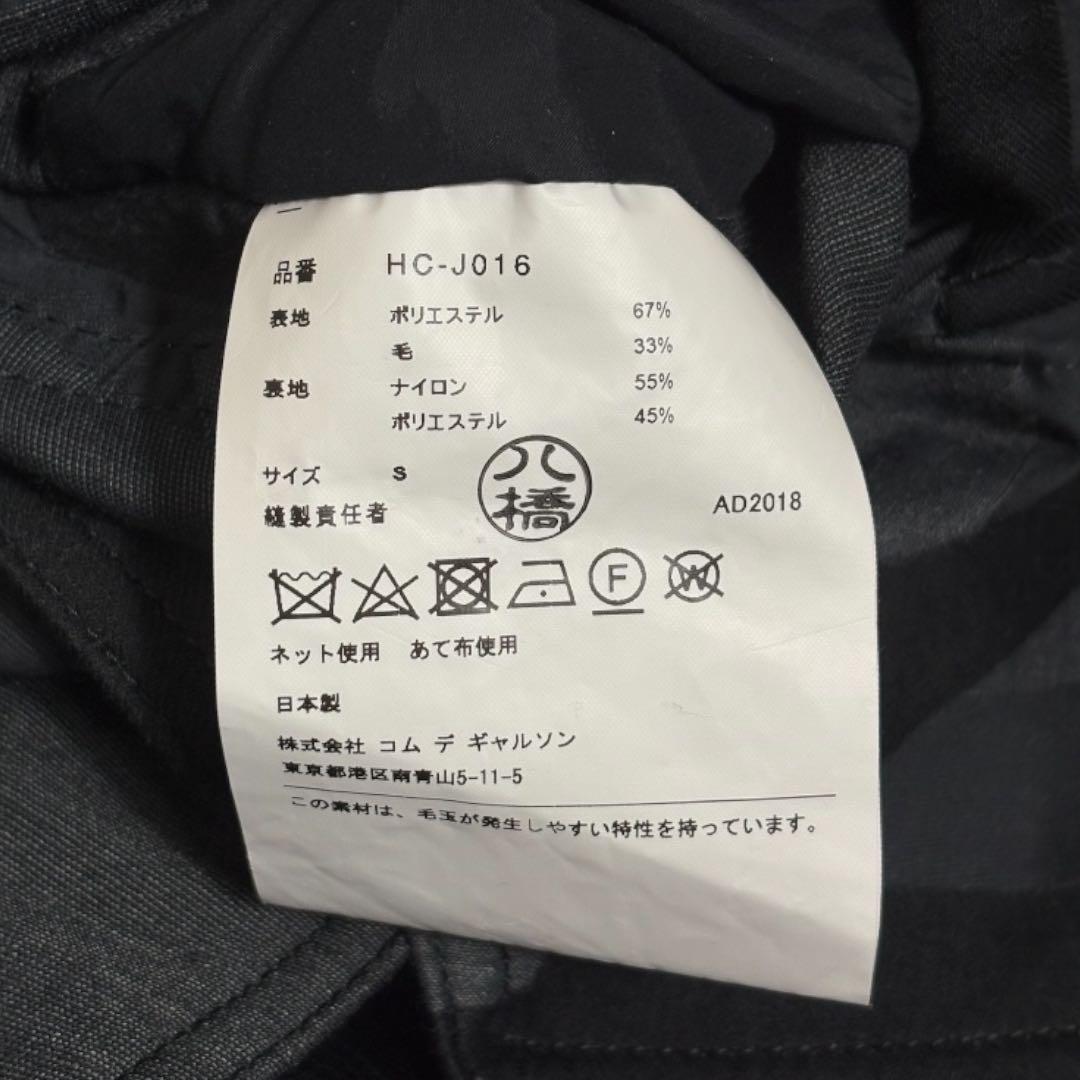 品番 HC-J016
表地 ポリエステル 67%
毛 33%
裏地 ナイロン 55%
ポリエステル 45%
サイズ S
縫製責任者 八橋 AD2018
F W
ネット使用 あて布使用
日本製
株式会社 コム デ ギャルソン
東京都港区南青山5-11-5
この素材は、毛玉が発生しやすい特性を持っています。